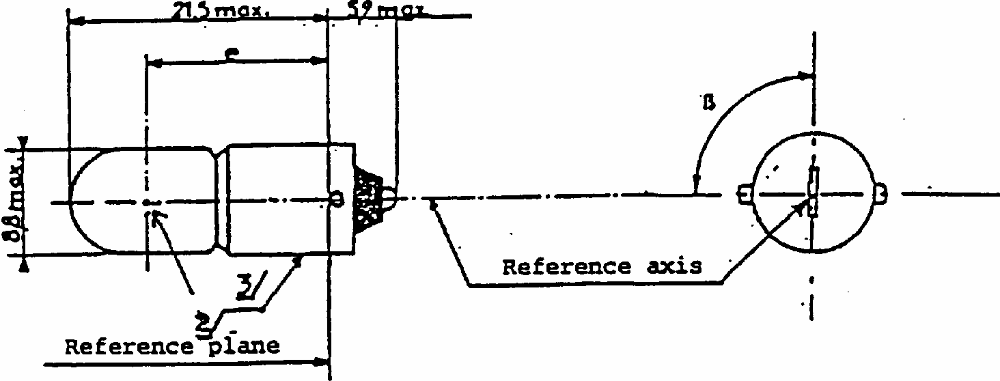 21.5 max. 5.9 max
e
β
8.8 max.
Reference axis
3/
2/
Reference plane